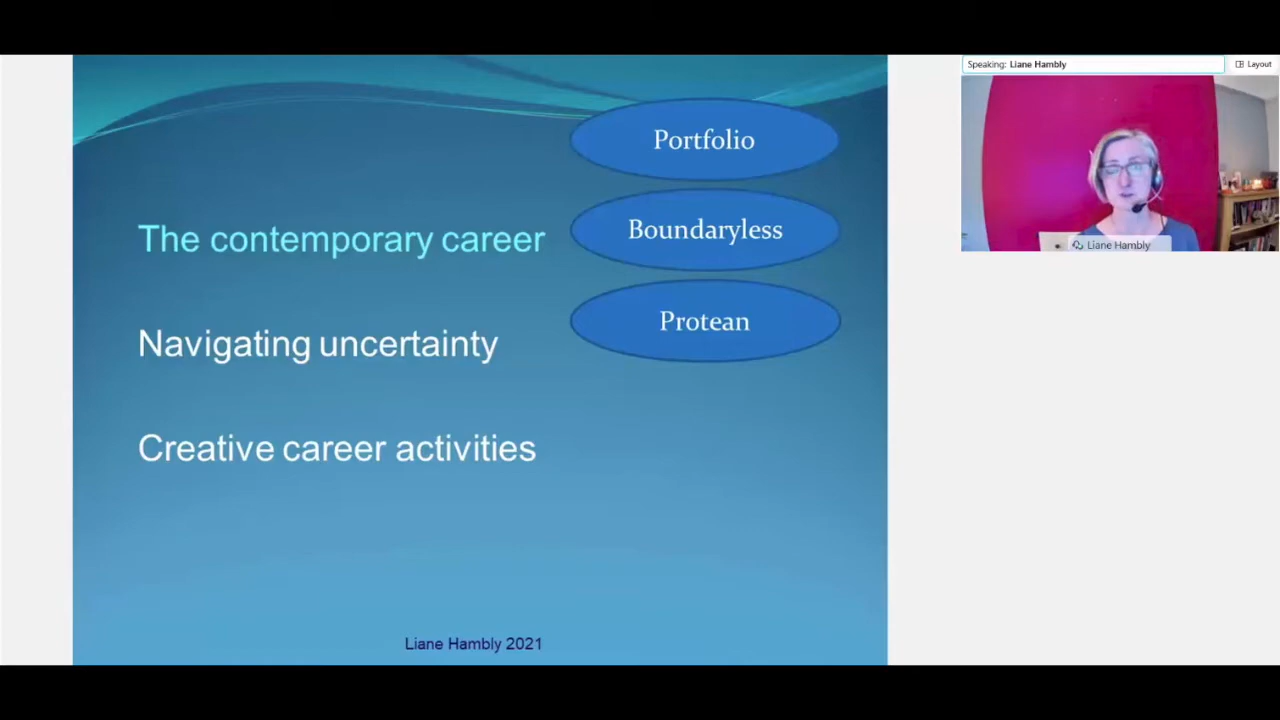 Portfolio
Boundaryless
Protean
The contemporary career
Navigating uncertainty
Creative career activities
Liane Hambly 2021
Speaking: Liane Hambly
Layout
Liane Hambly